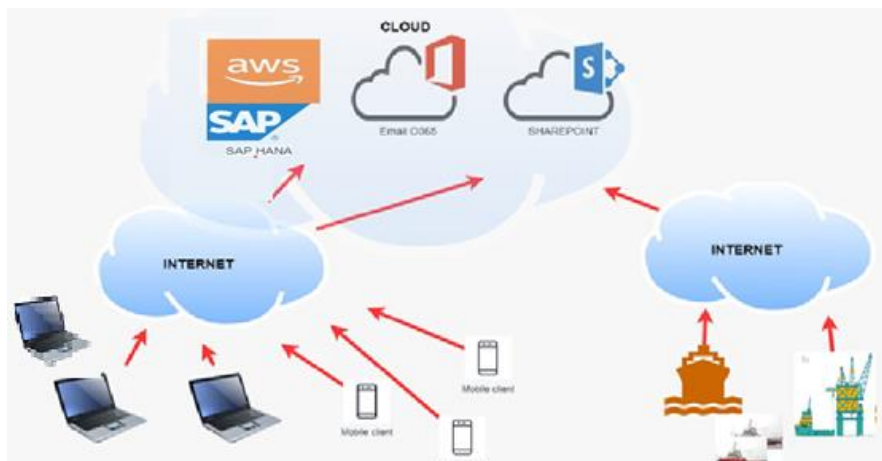 CLOUD
aws
SAP
SAP HANA
Email O365
S
SHAREPOINT
INTERNET
INTERNET
Mobile client
Mobile client